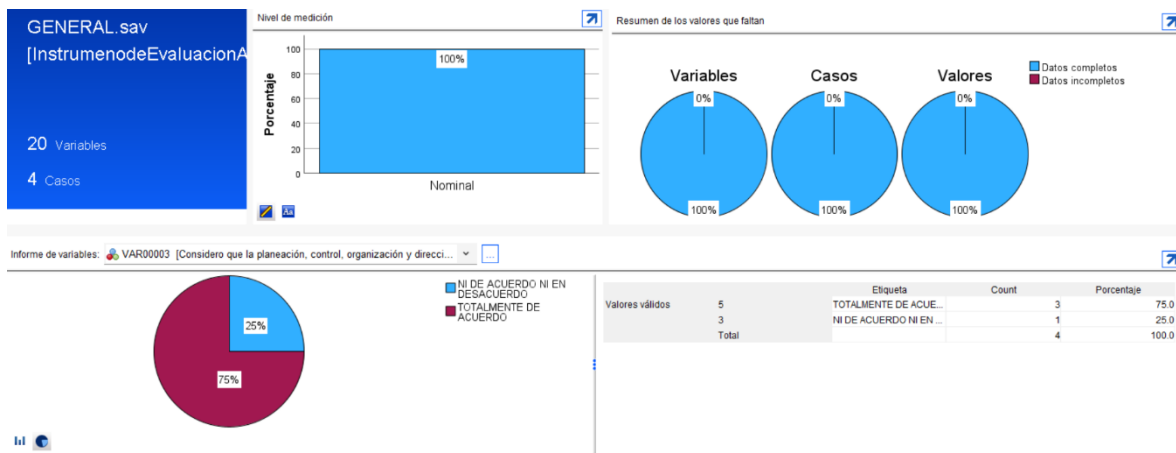 GENERAL.sav
[InstrumenodeEvaluacionA
20 Variables
4 Casos
Nivel de medición
Porcentaje
100
80
60
40
20
0
100%
Nominal
Aa
Resumen de los valores que faltan
Variables
Casos
Valores
0%
0%
0%
100%
100%
100%
Datos completos
Datos incompletos
Informe de variables: VAR00003 [Considero que la planeación, control, organización y direcci... ...
25%
75%
NI DE ACUERDO NI EN
DESACUERDO
TOTALMENTE DE
ACUERDO
Etiqueta Count Porcentaje
Valores válidos 5 TOTALMENTE DE ACUE... 3 75.0
3 NI DE ACUERDO NI EN ... 1 25.0
Total 4 100.0